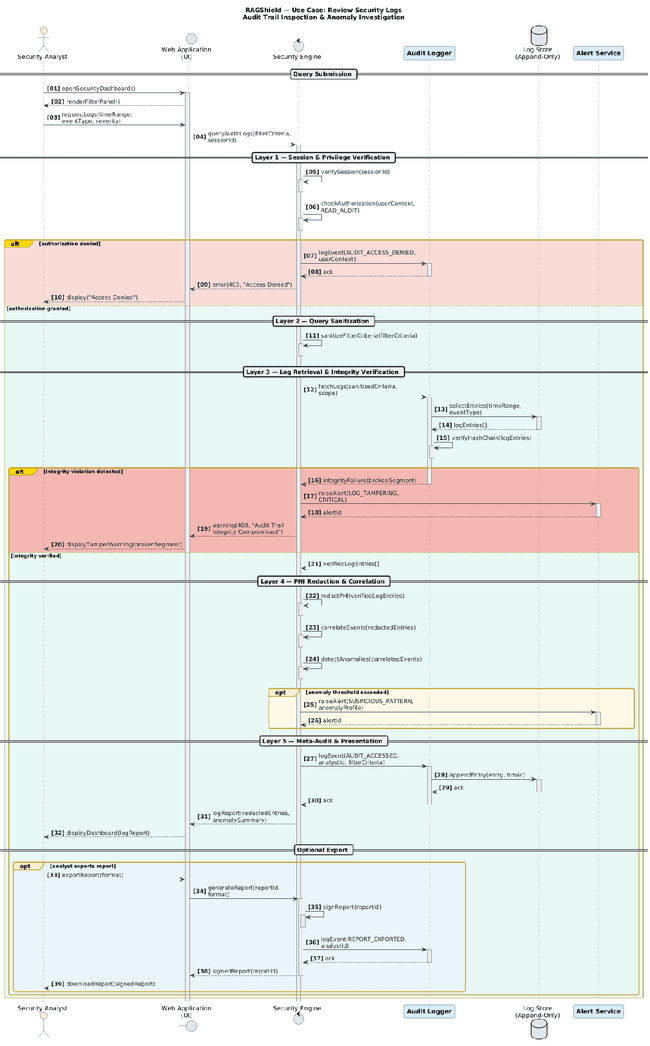 RAGShield — Use Case: Review Security Logs
Audit Trail Inspection & Anomaly Investigation
Security Analyst
Web Application
(UI)
Security Engine
Audit Logger
Log Store
(Append-Only)
Alert Service
Query Submission
[01] openSecurityDashboard()
[02] renderFilterPanel()
[03] requestLogs(timeRange,
eventType, severity)
[04] queryAuditLogs(filterCriteria,
sessionId)
Layer 1 — Session & Privilege Verification
[05] verifySession(sessionId)
[06] checkAuthorization(userContext,
READ_AUDIT)
alt [authorization denied]
[07] logEvent(AUDIT_ACCESS_DENIED,
userContext)
[08] ack
[09] error(403, "Access Denied")
[10] display("Access Denied")
[authorization granted]
Layer 2 — Query Sanitization
[11] sanitizeFilterCriteria(filterCriteria)
Layer 3 — Log Retrieval & Integrity Verification
[12] fetchLogs(sanitizedCriteria,
scope)
[13] selectEntries(timeRange,
eventType)
[14] logEntries[]
[15] verifyHashChain(logEntries)
alt [integrity violation detected]
[16] integrityFailure(brokenSegment)
[17] raiseAlert(LOG_TAMPERING,
CRITICAL)
[18] alertId
[19] warning(409, "Audit Trail
Integrity Compromised")
[20] displayTamperWarning(brokenSegment)
[integrity verified]
[21] verifiedLogEntries[]
Layer 4 — PHI Redaction & Correlation
[22] redactPHI(verifiedLogEntries)
[23] correlateEvents(redactedEntries)
[24] detectAnomalies(correlatedEvents)
opt [anomaly threshold exceeded]
[25] raiseAlert(SUSPICIOUS_PATTERN,
anomalyProfile)
[26] alertId
Layer 5 — Meta-Audit & Presentation
[27] logEvent(AUDIT_ACCESSED,
analystId, filterCriteria)
[28] appendEntry(entry, hmac)
[29] ack
[30] ack
[31] logReport(redactedEntries,
anomalySummary)
[32] displayDashboard(logReport)
Optional Export
opt [analyst exports report]
[33] exportReport(format)
[34] generateReport(reportId,
format)
[35] signReport(reportId)
[36] logEvent(REPORT_EXPORTED,
analystId)
[37] ack
[38] signedReport(reportId)
[39] downloadReport(signedReport)
Security Analyst
Web Application
(UI)
Security Engine
Audit Logger
Log Store
(Append-Only)
Alert Service